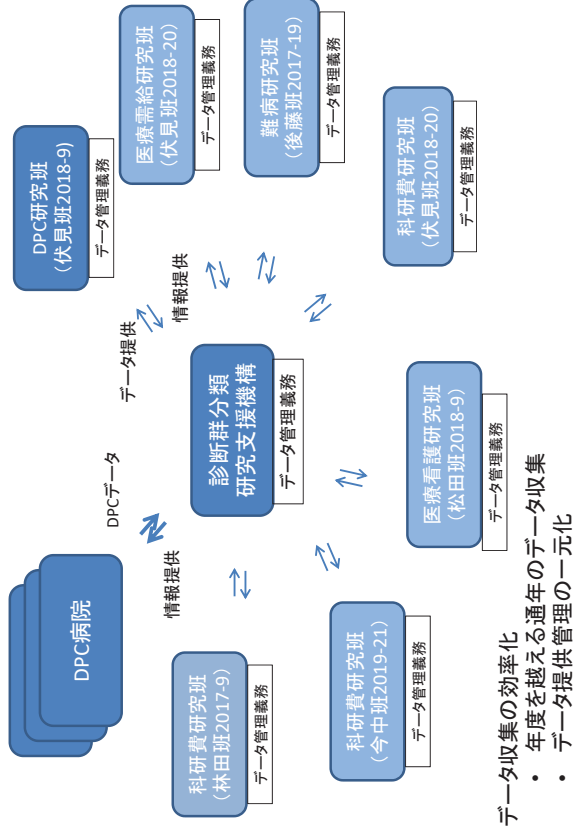 DPC病院
DPCデータ
情報提供
データ提供
情報提供
DPC研究班
（伏見班2018-9)
データ管理義務
医療需給研究班
（伏見班2018-20)
データ管理義務
難病研究班
（後藤班2017-19)
データ管理義務
科研費研究班
（伏見班2018-20)
データ管理義務
診断群分類
研究支援機構
データ管理義務
科研費研究班
（林田班2017-9)
データ管理義務
科研費研究班
（今中班2019-21)
データ管理義務
医療看護研究班
（松田班2018-9)
データ管理義務
データ収集の効率化
• 年度を越える通年のデータ収集
• データ提供管理の一元化